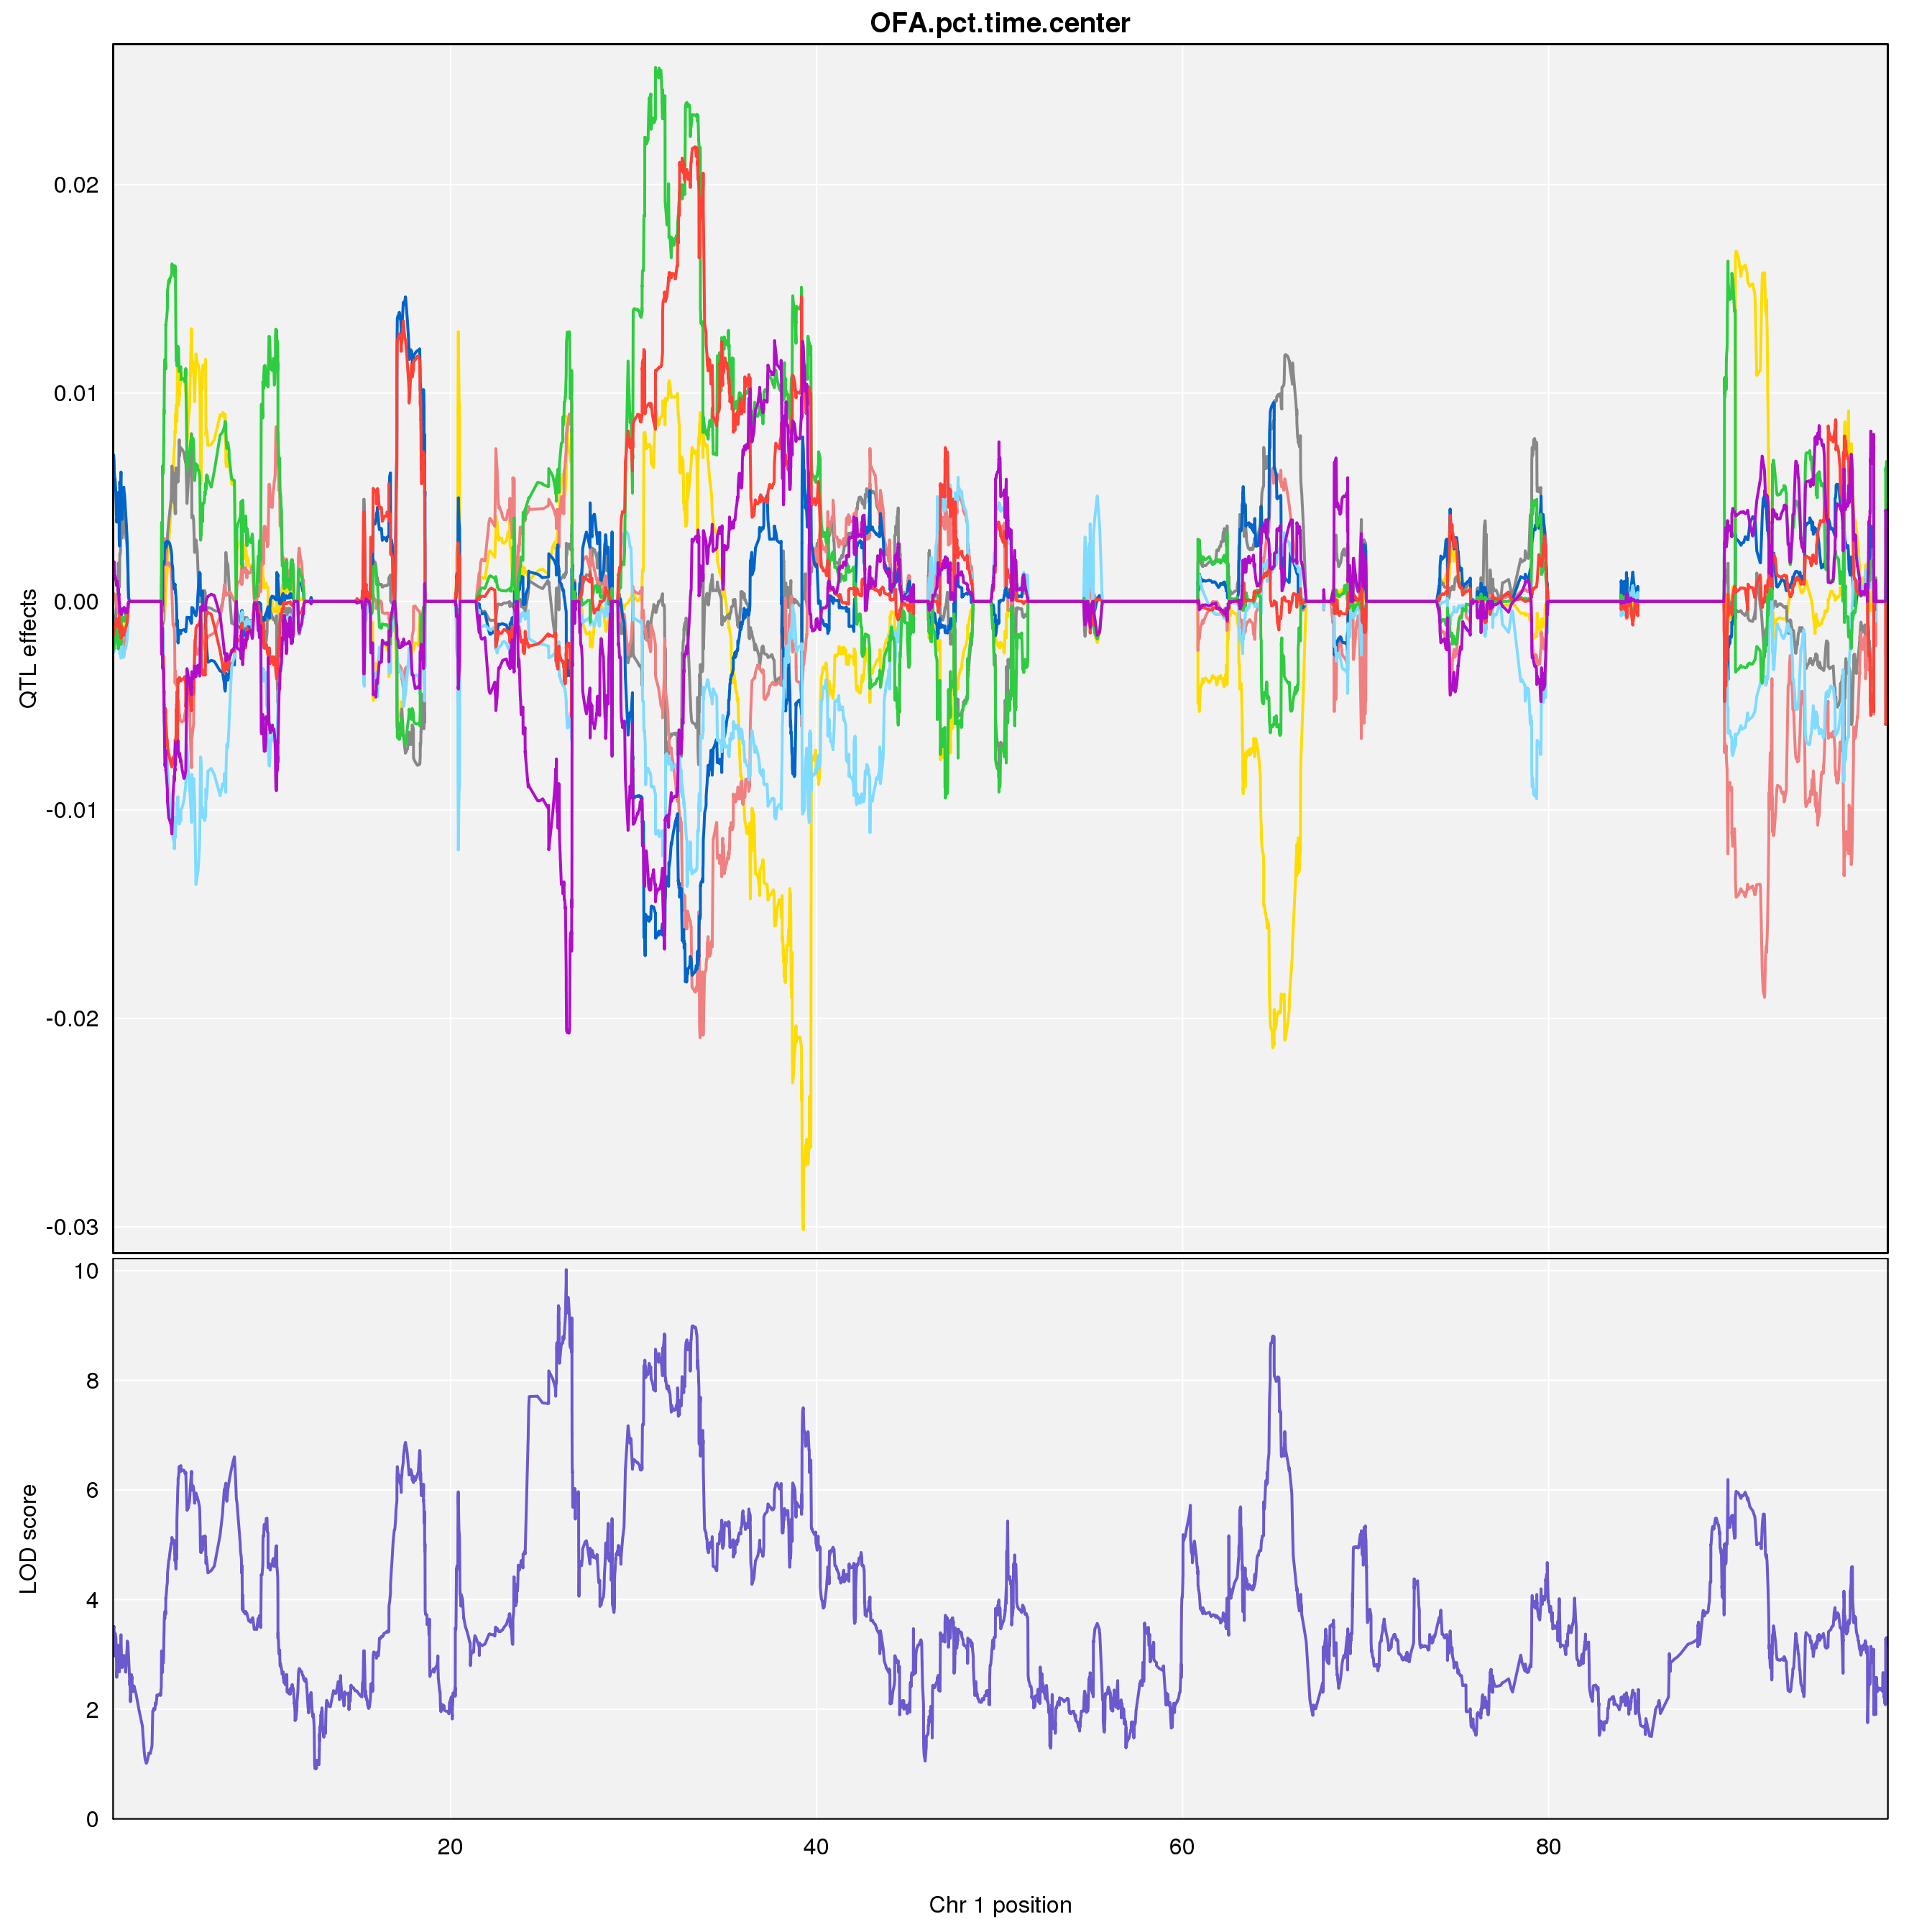 OFA.pct.time.center
QTL effects
0.02
0.01
0.00
-0.01
-0.02
-0.03
LOD score
10
8
6
4
2
0
20 40 60 80
Chr 1 position